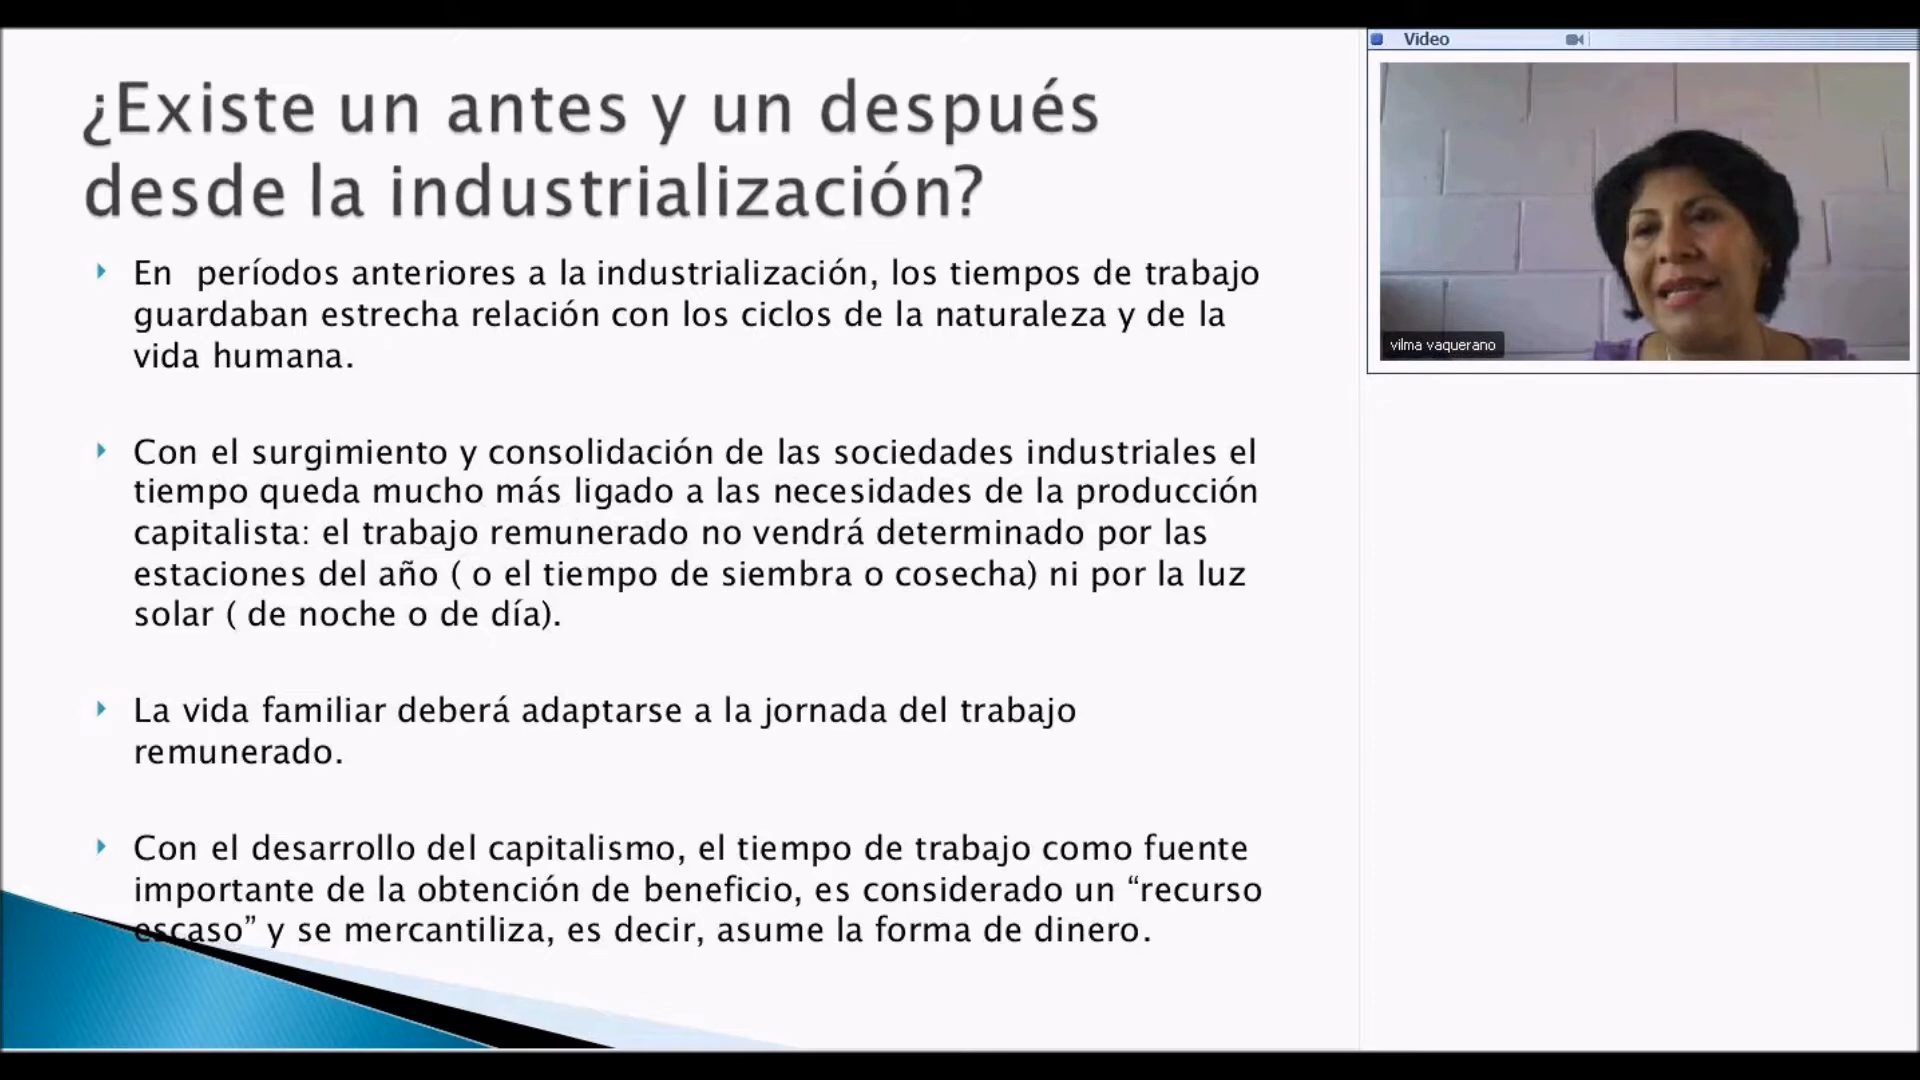 ¿Existe un antes y un después
desde la industrialización?
En  períodos anteriores a la industrialización, los tiempos de trabajo
guardaban estrecha relación con los ciclos de la naturaleza y de la
vida humana.
Con el surgimiento y consolidación de las sociedades industriales el
tiempo queda mucho más ligado a las necesidades de la producción
capitalista: el trabajo remunerado no vendrá determinado por las
estaciones del año ( o el tiempo de siembra o cosecha) ni por la luz
solar ( de noche o de día).
La vida familiar deberá adaptarse a la jornada del trabajo
remunerado.
Con el desarrollo del capitalismo, el tiempo de trabajo como fuente
importante de la obtención de beneficio, es considerado un “recurso
escaso” y se mercantiliza, es decir, asume la forma de dinero.
Video
vilma vaquerano